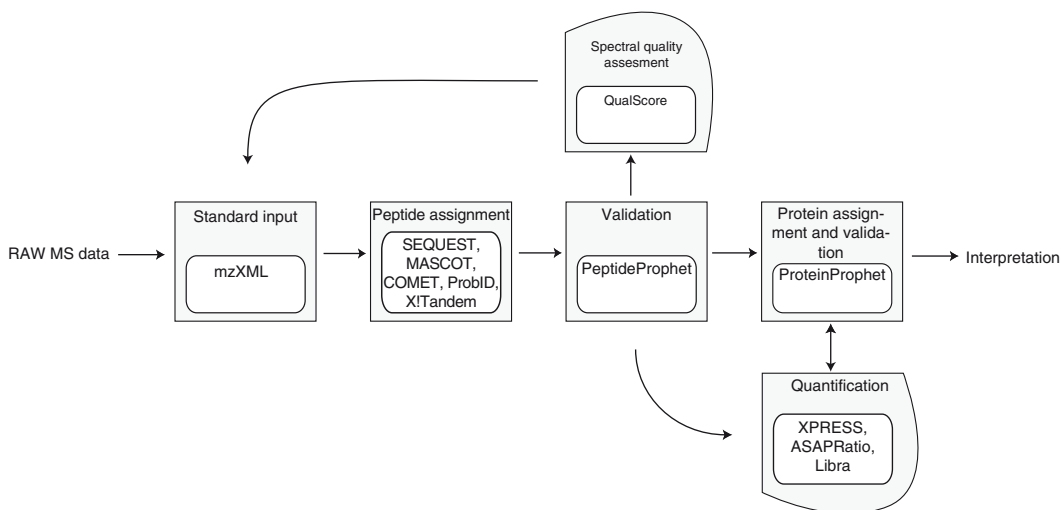 Spectral quality
assesment
QualScore
RAW MS data
Standard input
mzXML
Peptide assignment
SEQUEST,
MASCOT,
COMET, ProbID,
X!Tandem
Validation
PeptideProphet
Protein assign-
ment and valida-
tion
ProteinProphet
Interpretation
Quantification
XPRESS,
ASAPRatio,
Libra